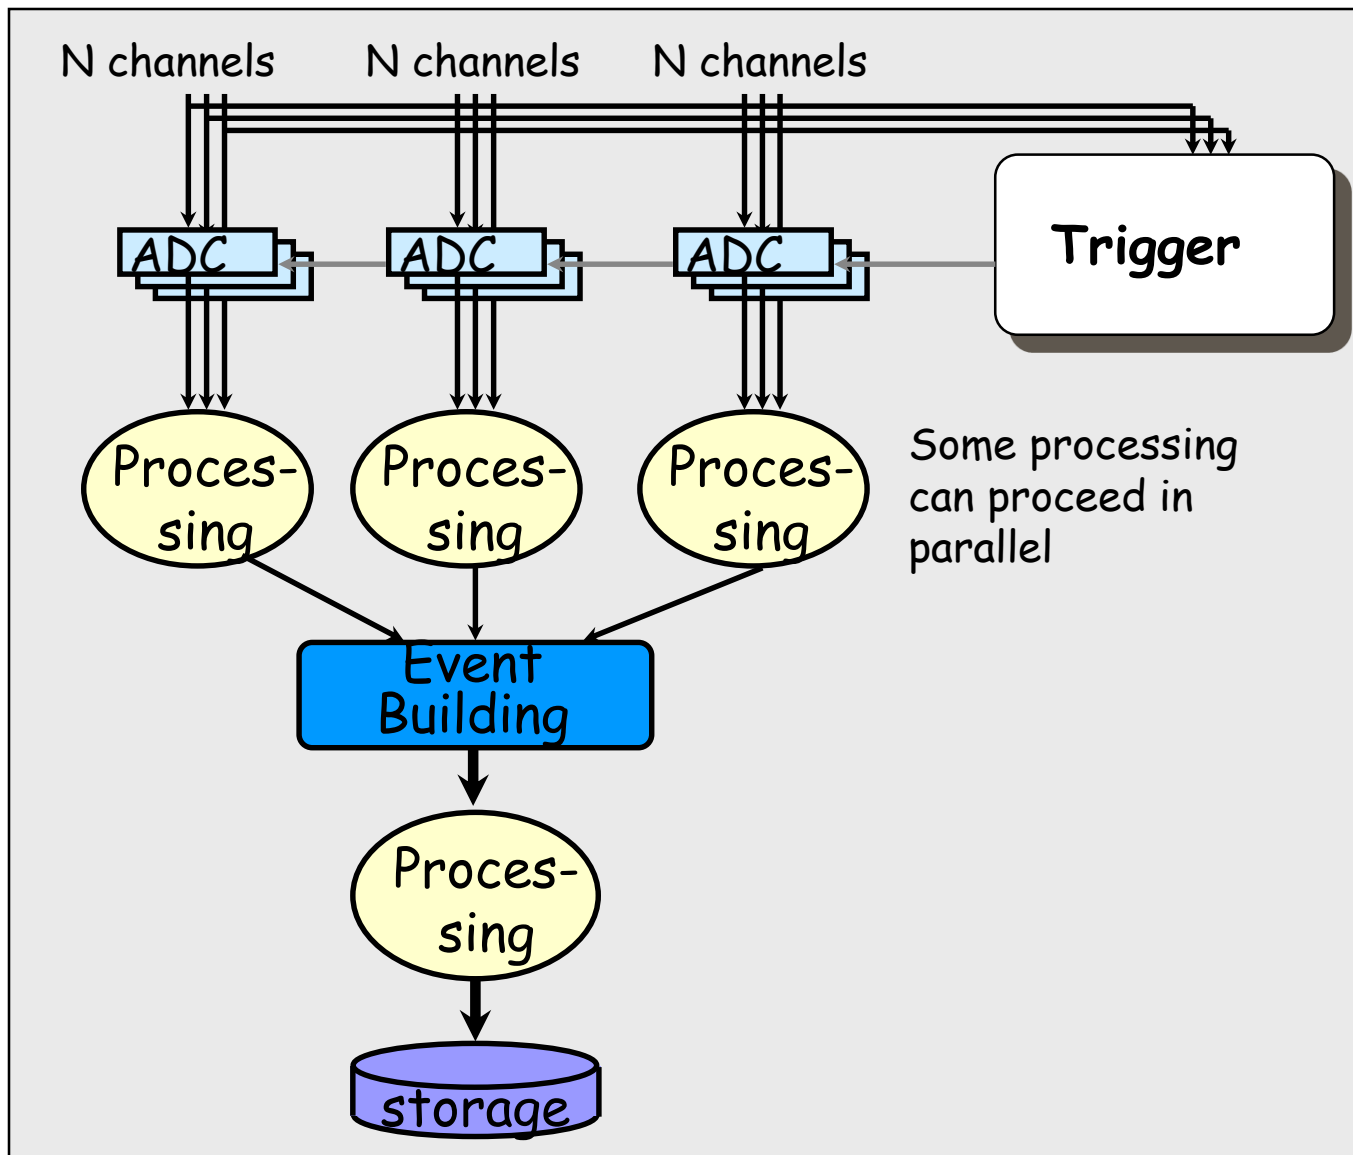 N channels
N channels
N channels
ADC
ADC
ADC
Trigger
Proces-
sing
Proces-
sing
Proces-
sing
Some processing
can proceed in
parallel
Event
Building
Proces-
sing
storage